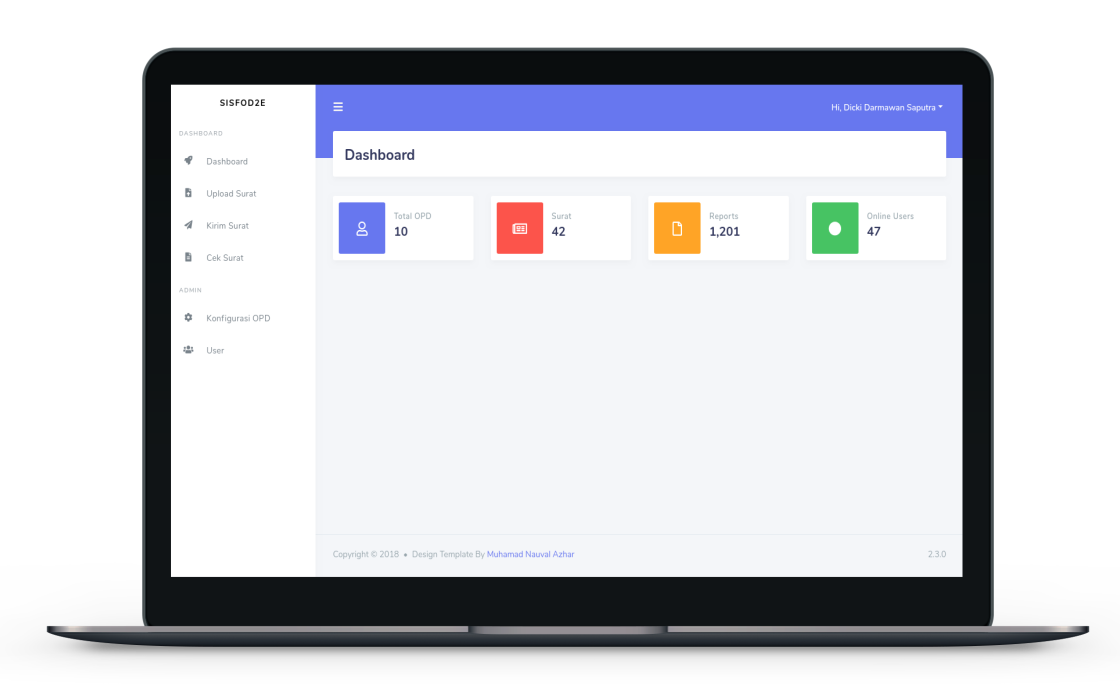 SISFOD2E
DASHBOARD
Dashboard
Upload Surat
Kirim Surat
Cek Surat
ADMIN
Konfigurasi OPD
User
Hi, Dicki Darmawan Saputra
Dashboard
Total OPD
10
Surat
42
Reports
1,201
Online Users
47
Copyright © 2018 • Design Template By Muhamad Nauval Azhar
2.3.0